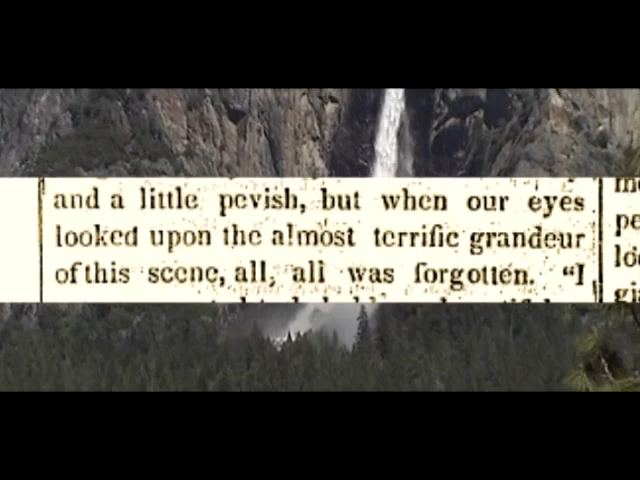 and a little pevish, but when our eyes
looked upon the almost terrific grandeur
of this scene, all, all was forgotten. “I